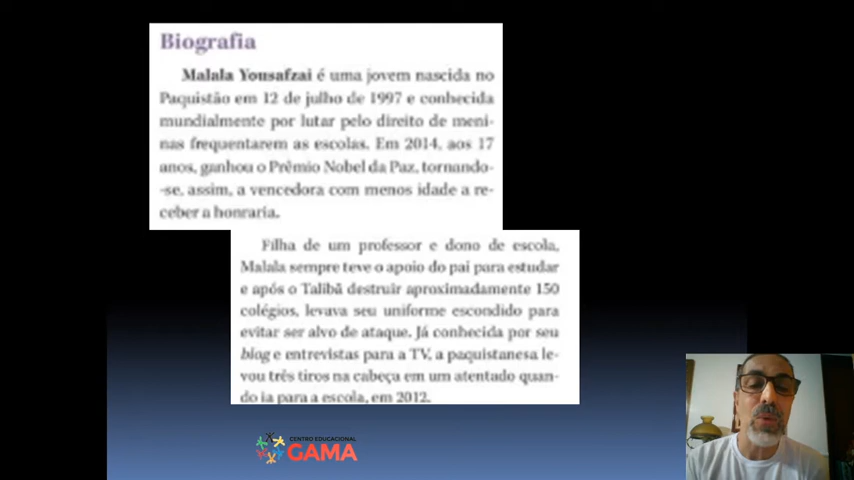 Biografia
Malala Yousafzai é uma jovem nascida no
Paquistão em 12 de julho de 1997 e conhecida
mundialmente por lutar pelo direito de meni-
nas frequentarem as escolas. Em 2014, aos 17
anos, ganhou o Prêmio Nobel da Paz, tornando-
-se, assim, a vencedora com menos idade a re-
ceber a honraria.
Filha de um professor e dono de escola,
Malala sempre teve o apoio do pai para estudar
e após o Talibã destruir aproximadamente 150
colégios, levava seu uniforme escondido para
evitar ser alvo de ataque. Já conhecida por seu
blog e entrevistas para a TV, a paquistanesa le-
vou três tiros na cabeça em um atentado quan-
do ia para a escola, em 2012.
CENTRO EDUCACIONAL
GAMA